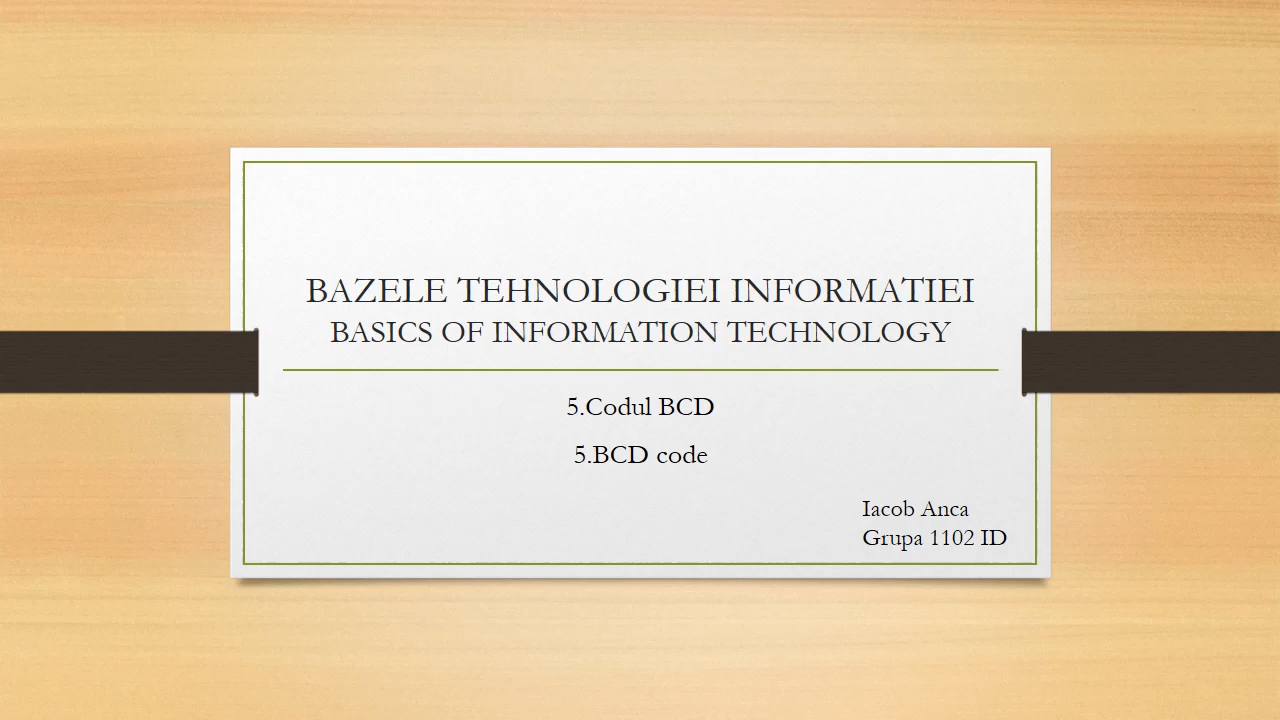 BAZELE TEHNOLOGIEI INFORMATIEI
BASICS OF INFORMATION TECHNOLOGY
5.Codul BCD
5.BCD code
Iacob Anca
Grupa 1102 ID